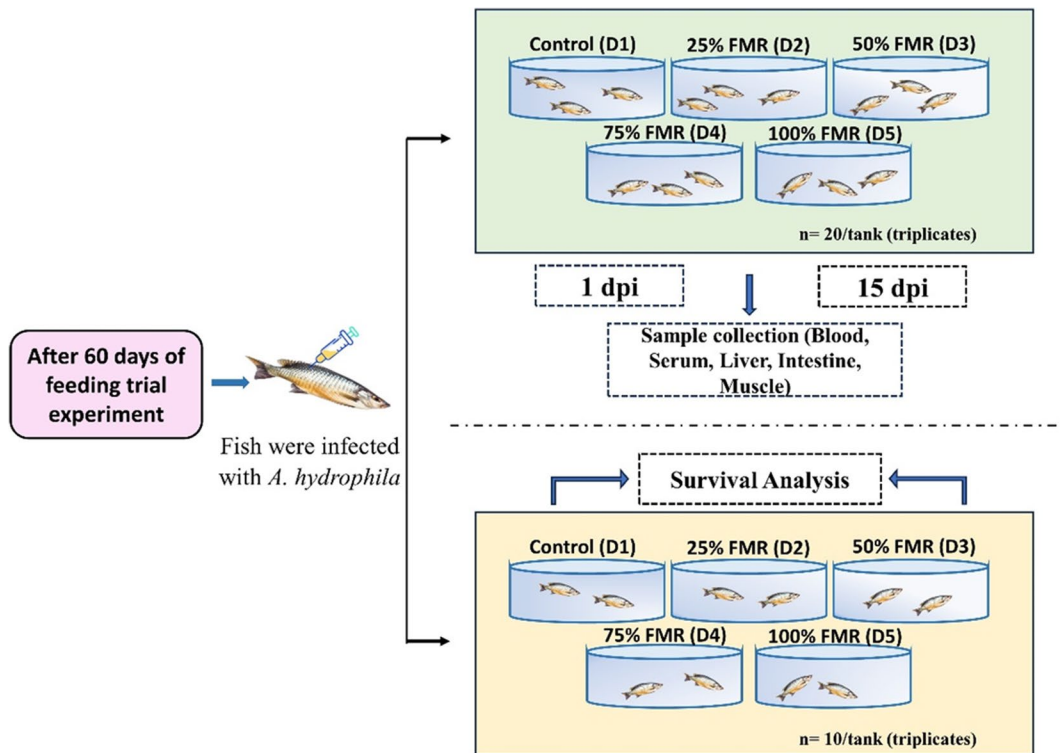 After 60 days of
feeding trial
experiment
Fish were infected
with A. hydrophila
Control (D1)
25% FMR (D2)
50% FMR (D3)
75% FMR (D4)
100% FMR (D5)
n= 20/tank (triplicates)
1 dpi
15 dpi
Sample collection (Blood,
Serum, Liver, Intestine,
Muscle)
Survival Analysis
Control (D1)
25% FMR (D2)
50% FMR (D3)
75% FMR (D4)
100% FMR (D5)
n= 10/tank (triplicates)